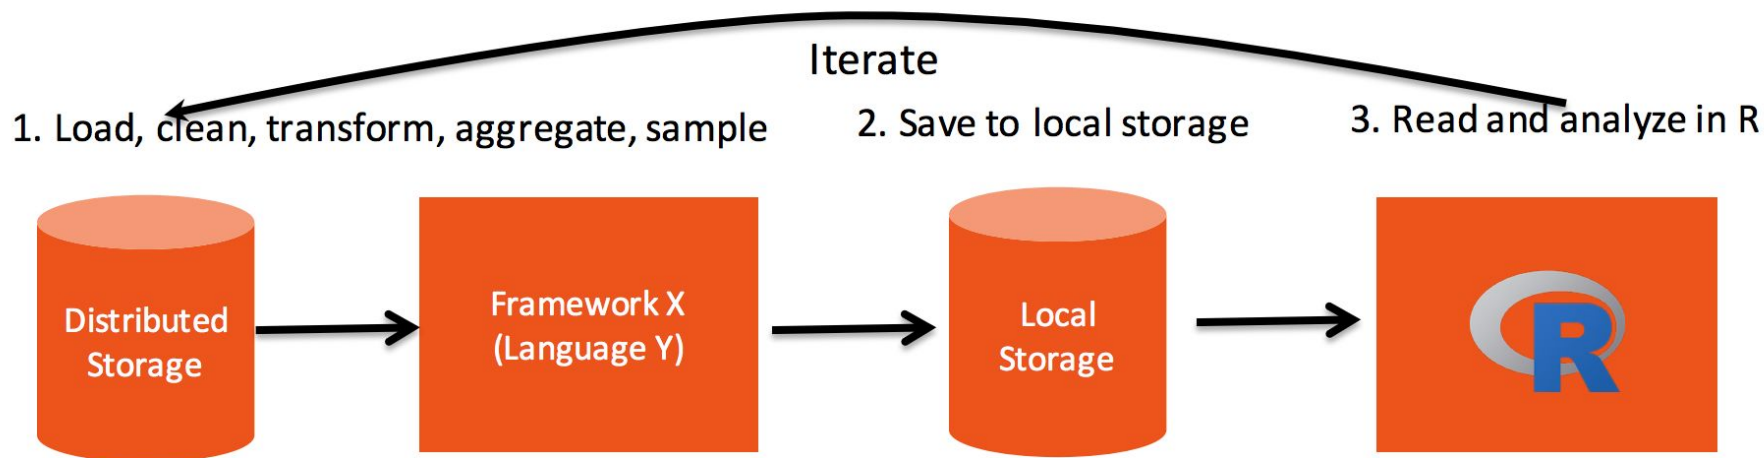 Iterate
1. Load, clean, transform, aggregate, sample
2. Save to local storage
3. Read and analyze in R
Distributed
Storage
Framework X
(Language Y)
Local
Storage
R